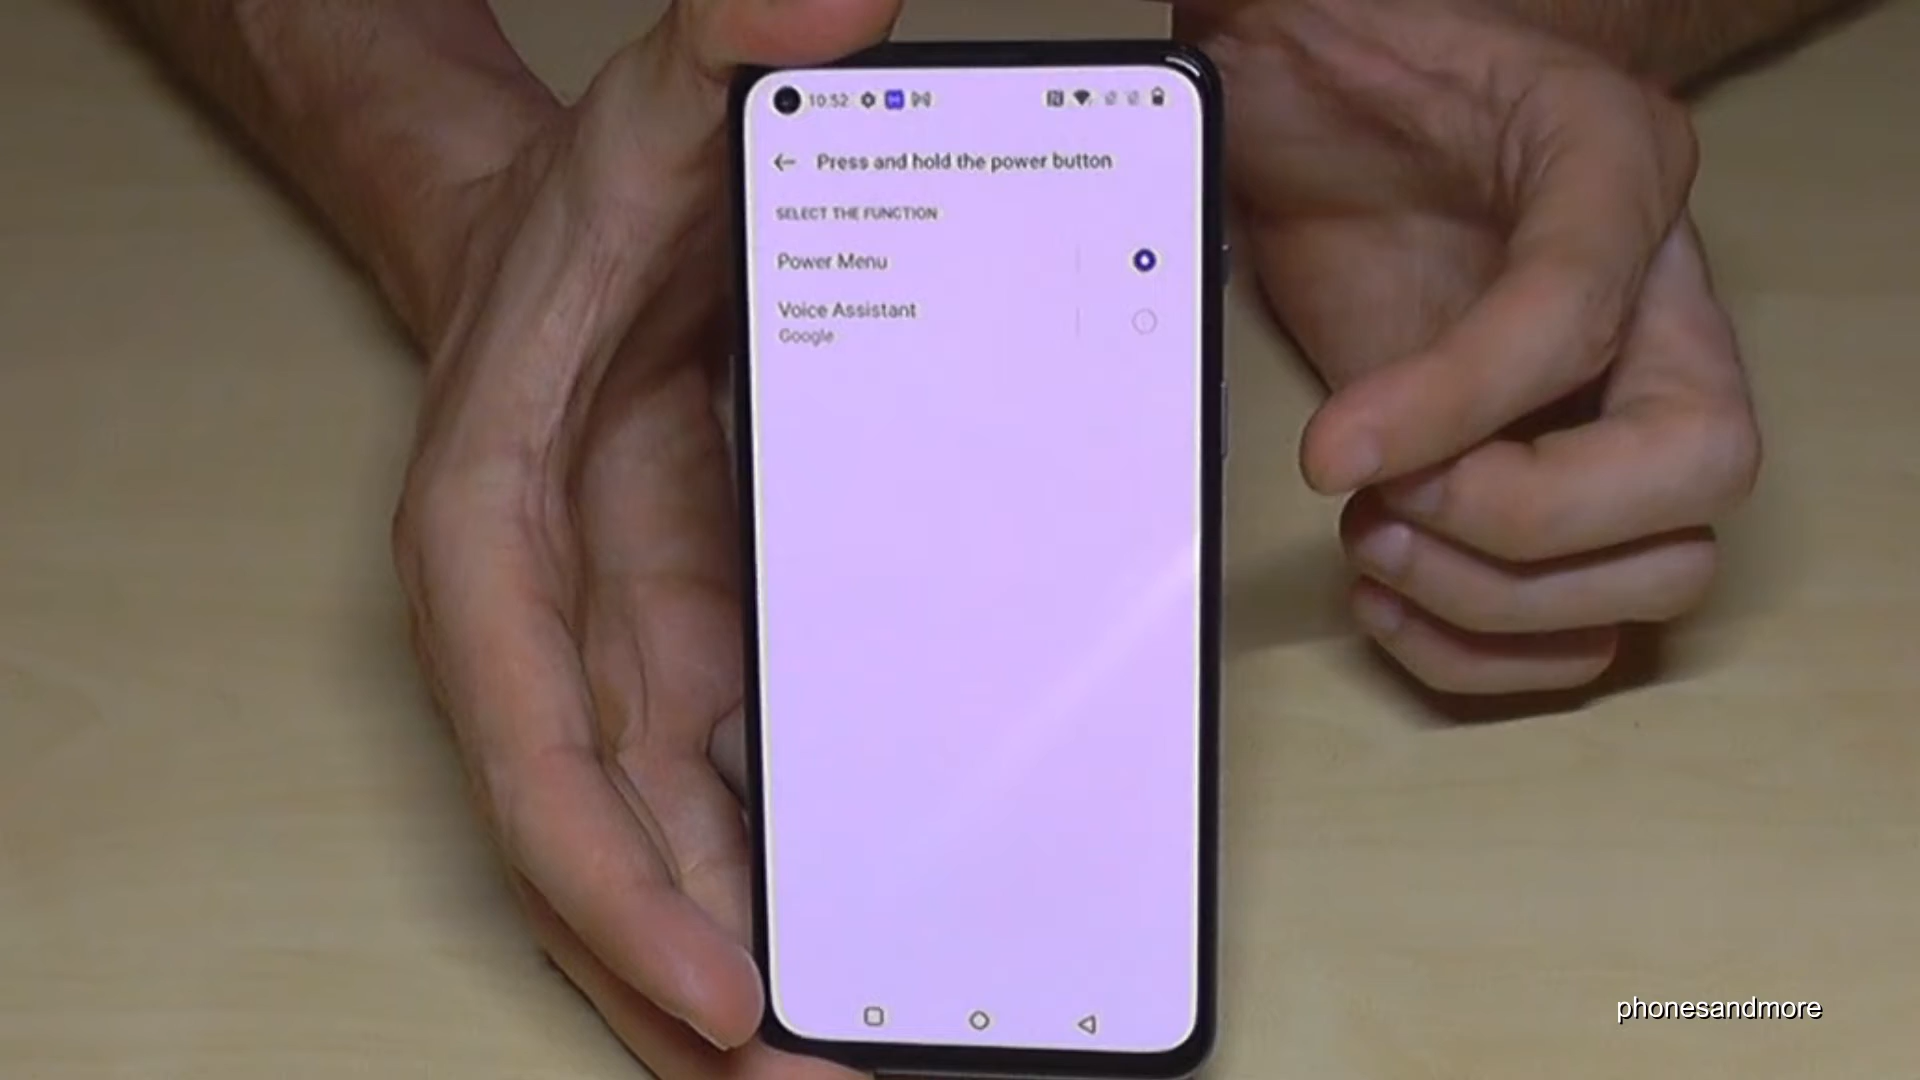 10:52
Press and hold the power button
SELECT THE FUNCTION
Power Menu
Voice Assistant
Google
phonesandmore